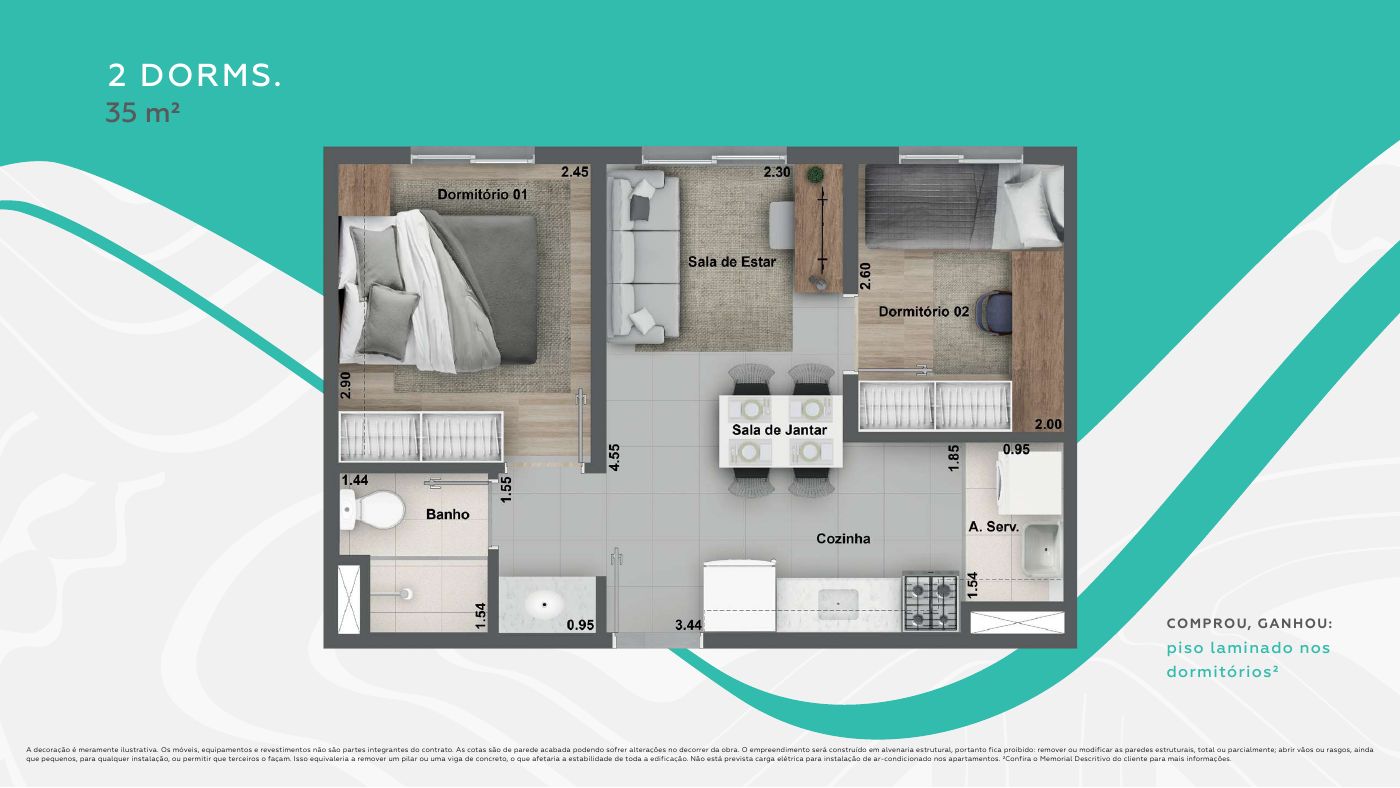 2 DORMS.
35 m²
2.45
Dormitório 01
2.90
2.30
Sala de Estar
2.60
Dormitório 02
2.00
Sala de Jantar
4.55
1.85
0.95
1.44
Banho
1.55
A. Serv.
Cozinha
1.54
1.54
0.95
3.44
COMPROU, GANHOU:
piso laminado nos
dormitórios²
A decoração é meramente ilustrativa. Os móveis, equipamentos e revestimentos não são partes integrantes do contrato. As cotas são de parede acabada podendo sofrer alterações no decorrer da obra. O empreendimento será construído em alvenaria estrutural, portanto fica proibido: remover ou modificar as paredes estruturais, total ou parcialmente; abrir vãos ou rasgos, ainda
que pequenos, para qualquer instalação, ou permitir que terceiros o façam. Isso equivaleria a remover um pilar ou uma viga de concreto, o que afetaria a estabilidade de toda a edificação. Não está prevista carga elétrica para instalação de ar-condicionado nos apartamentos. ²Confira o Memorial Descritivo do cliente para mais informações.